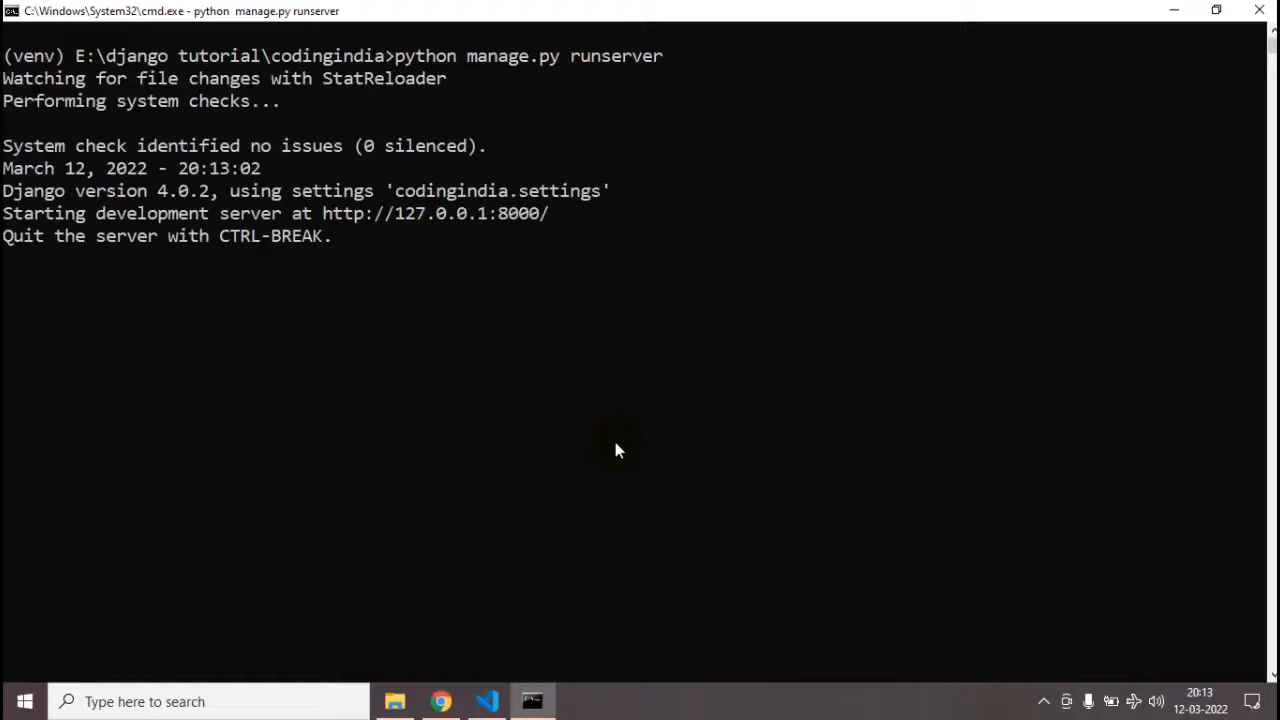 C:\Windows\System32\cmd.exe - python  manage.py runserver
(venv) E:\django tutorial\codingindia>python manage.py runserver
Watching for file changes with StatReloader
Performing system checks...
System check identified no issues (0 silenced).
March 12, 2022 - 20:13:02
Django version 4.0.2, using settings 'codingindia.settings'
Starting development server at http://127.0.0.1:8000/
Quit the server with CTRL-BREAK.
Type here to search
20:13
12-03-2022